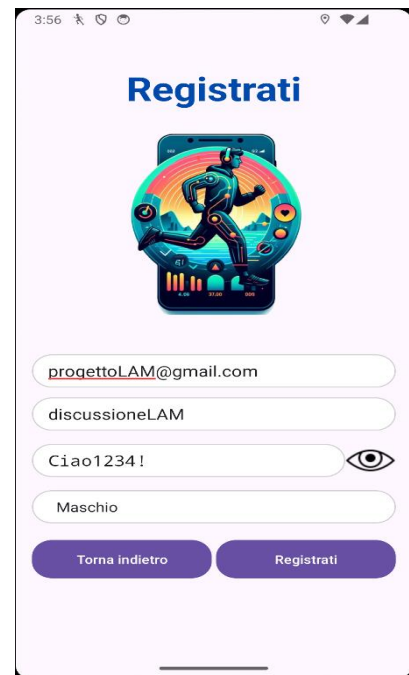 3:56
Registrati
progettoLAM@gmail.com
discussioneLAM
Ciao1234!
Maschio
Torna indietro Registrati